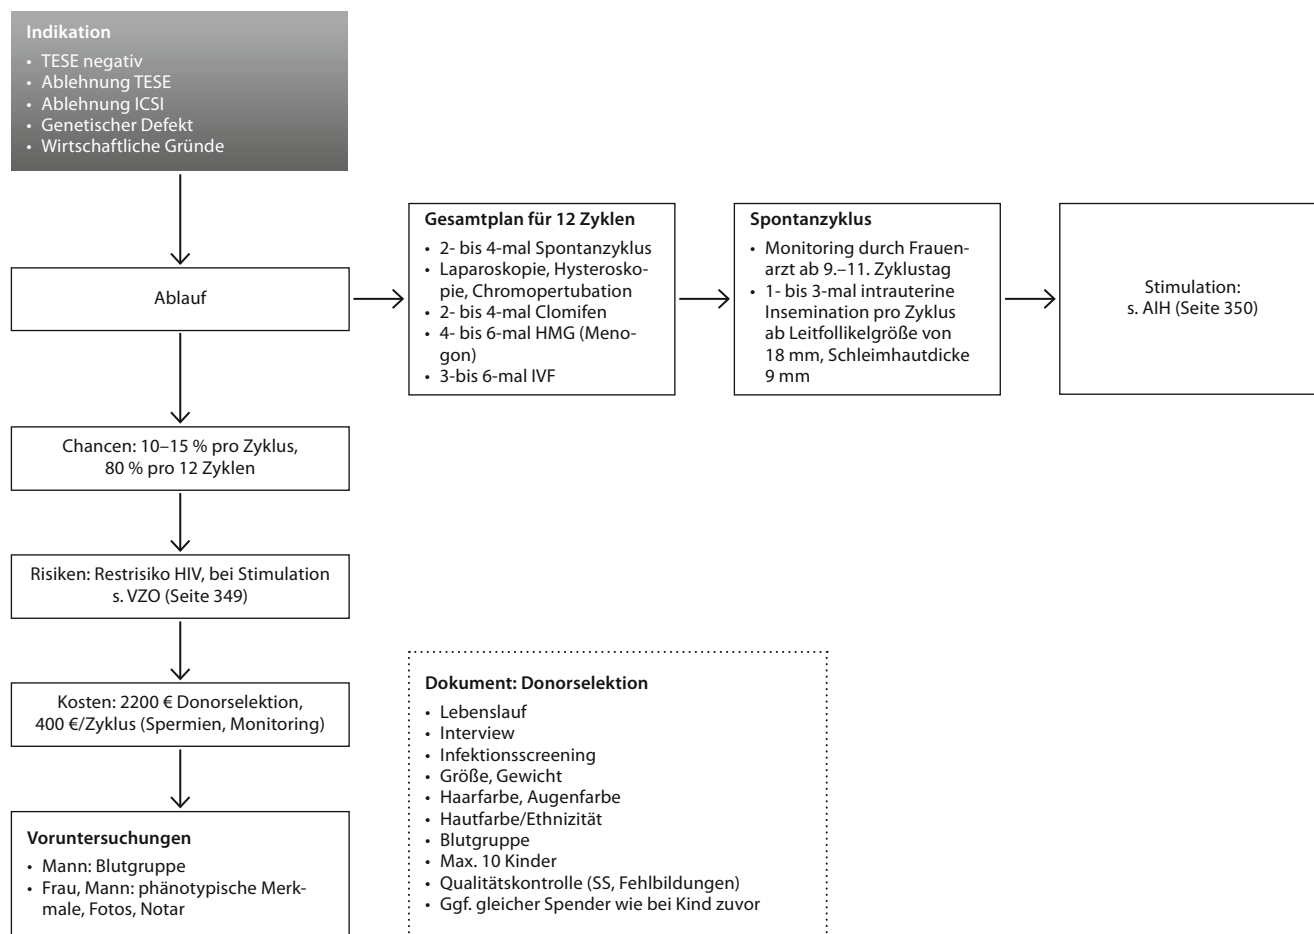 Indikation
• TESE negativ
• Ablehnung TESE
• Ablehnung ICSI
• Genetischer Defekt
• Wirtschaftliche Gründe
Ablauf
Gesamtplan für 12 Zyklen
• 2- bis 4-mal Spontanzyklus
• Laparoskopie, Hysterosko-
pie, Chromopertubation
• 2- bis 4-mal Clomifen
• 4- bis 6-mal HMG (Meno-
gon)
• 3-bis 6-mal IVF
Spontanzyklus
• Monitoring durch Frauen-
arzt ab 9.–11. Zyklustag
• 1- bis 3-mal intrauterine
Insemination pro Zyklus
ab Leitfollikelgröße von
18 mm, Schleimhautdicke
9 mm
Stimulation:
s. AIH (Seite 350)
Chancen: 10–15 % pro Zyklus,
80 % pro 12 Zyklen
Risiken: Restrisiko HIV, bei Stimulation
s. VZO (Seite 349)
Kosten: 2200 € Donorselektion,
400 €/Zyklus (Spermien, Monitoring)
Voruntersuchungen
• Mann: Blutgruppe
• Frau, Mann: phänotypische Merk-
male, Fotos, Notar
Dokument: Donorselektion
• Lebenslauf
• Interview
• Infektionsscreening
• Größe, Gewicht
• Haarfarbe, Augenfarbe
• Hautfarbe/Ethnizität
• Blutgruppe
• Max. 10 Kinder
• Qualitätskontrolle (SS, Fehlbildungen)
• Ggf. gleicher Spender wie bei Kind zuvor